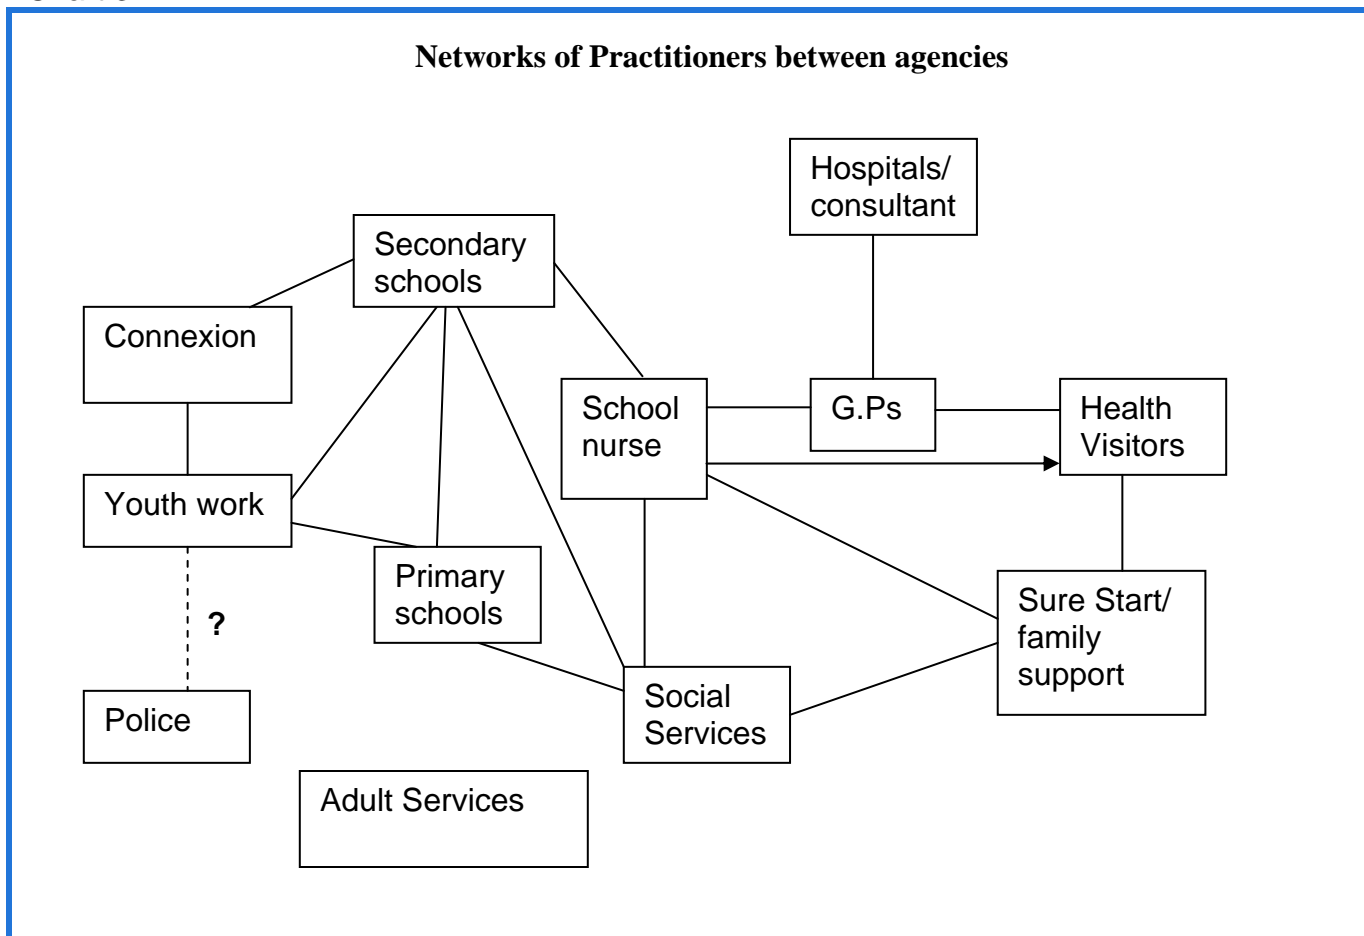 Networks of Practitioners between agencies
Hospitals/
consultant
Secondary
schools
Connexion
School
nurse
G.Ps
Health
Visitors
Youth work
Primary
schools
Sure Start/
family
support
?
Police
Social
Services
Adult Services